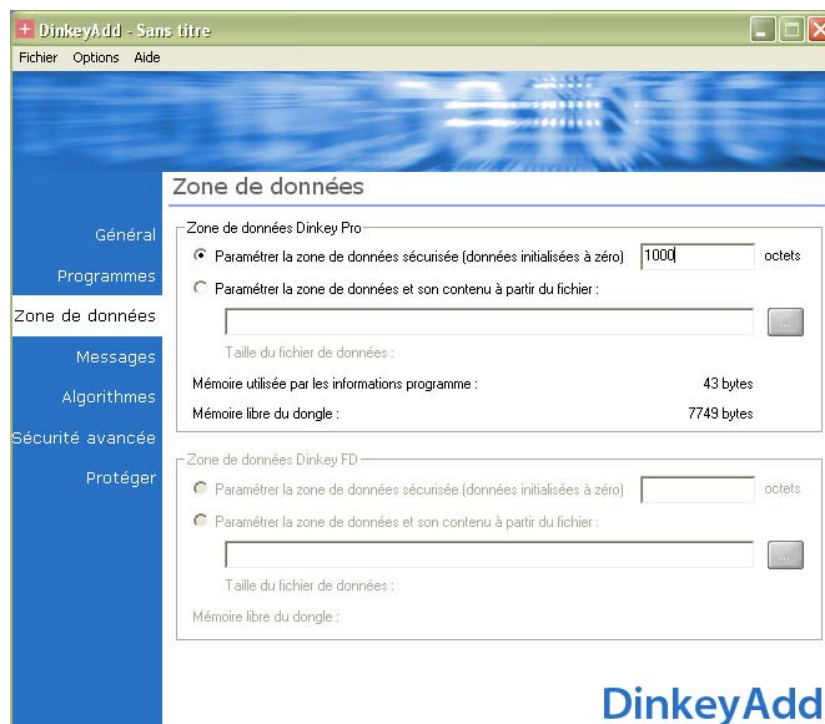 DinkeyAdd - Sans titre
Fichier Options Aide
Zone de données
Général
Programmes
Zone de données
Messages
Algorithmes
Sécurité avancée
Protéger
Zone de données Dinkey Pro
Paramétrer la zone de données sécurisée (données initialisées à zéro) 1000 octets
Paramétrer la zone de données et son contenu à partir du fichier :
...
Taille du fichier de données :
Mémoire utilisée par les informations programme : 43 bytes
Mémoire libre du dongle : 7749 bytes
Zone de données Dinkey FD
Paramétrer la zone de données sécurisée (données initialisées à zéro) octets
Paramétrer la zone de données et son contenu à partir du fichier :
...
Taille du fichier de données :
Mémoire libre du dongle :
DinkeyAdd